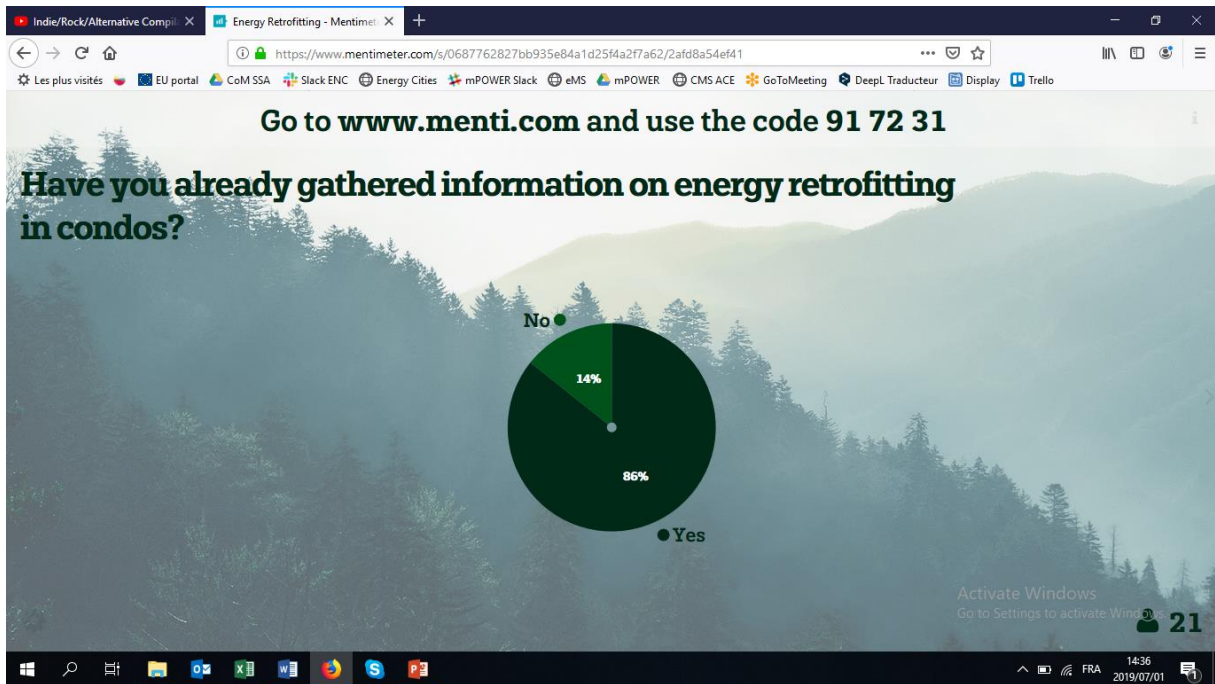 Indie/Rock/Alternative Compil
Energy Retrofitting - Mentimet
https://www.mentimeter.com/s/0687762827bb935e84a1d25f4a2f7a62/2afd8a54ef41
Les plus visités EU portal CoM SSA Slack ENC Energy Cities mPOWER Slack eMS mPOWER CMS ACE GoToMeeting DeepL Traducteur Display Trello
Go to www.menti.com and use the code 91 72 31
Have you already gathered information on energy retrofitting
in condos?
No
14%
86%
Yes
Activate Windows
Go to Settings to activate Windows.
21
FRA
14:36
2019/07/01
1